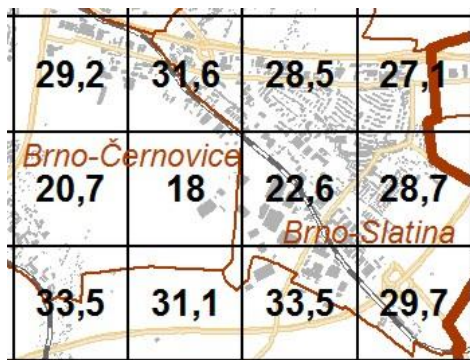 29,2 31,6 28,5 27,1
Brno-Černovice
20,7 18 22,6 28,7
Brno-Slatina
33,5 31,1 33,5 29,7